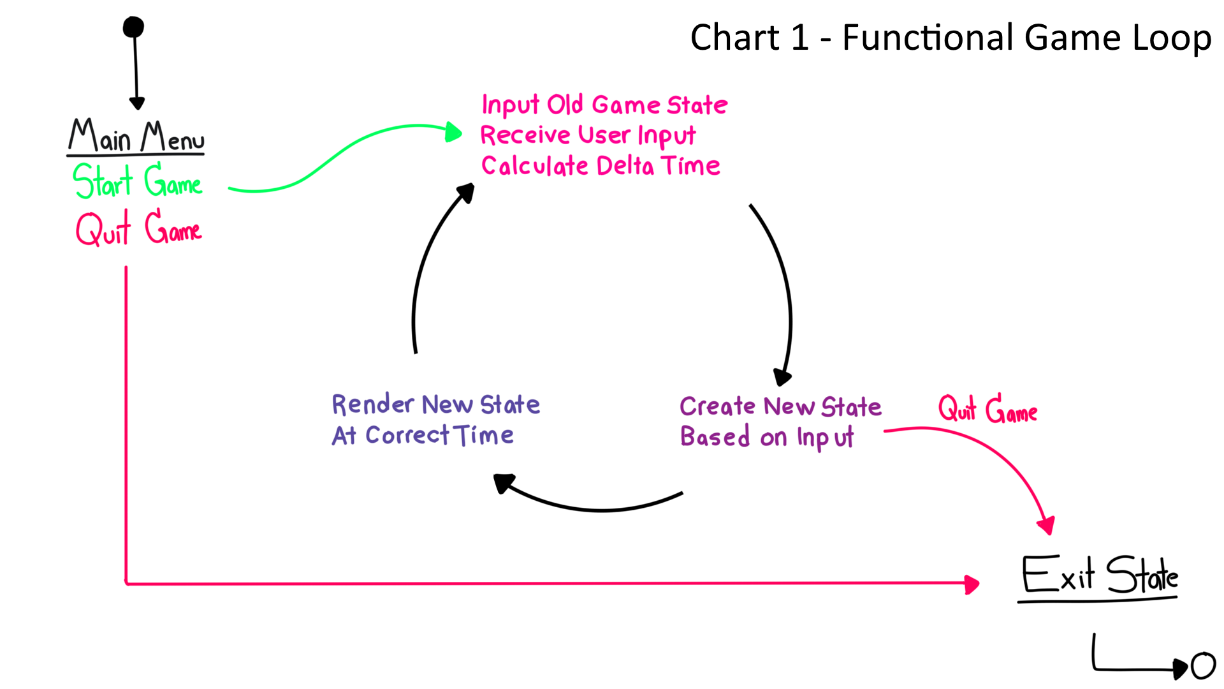 Chart 1 - Functional Game Loop
Main Menu
Start Game
Quit Game
Input Old Game State
Receive User Input
Calculate Delta Time
Render New State
At Correct Time
Create New State
Based on Input
Quit Game
Exit State